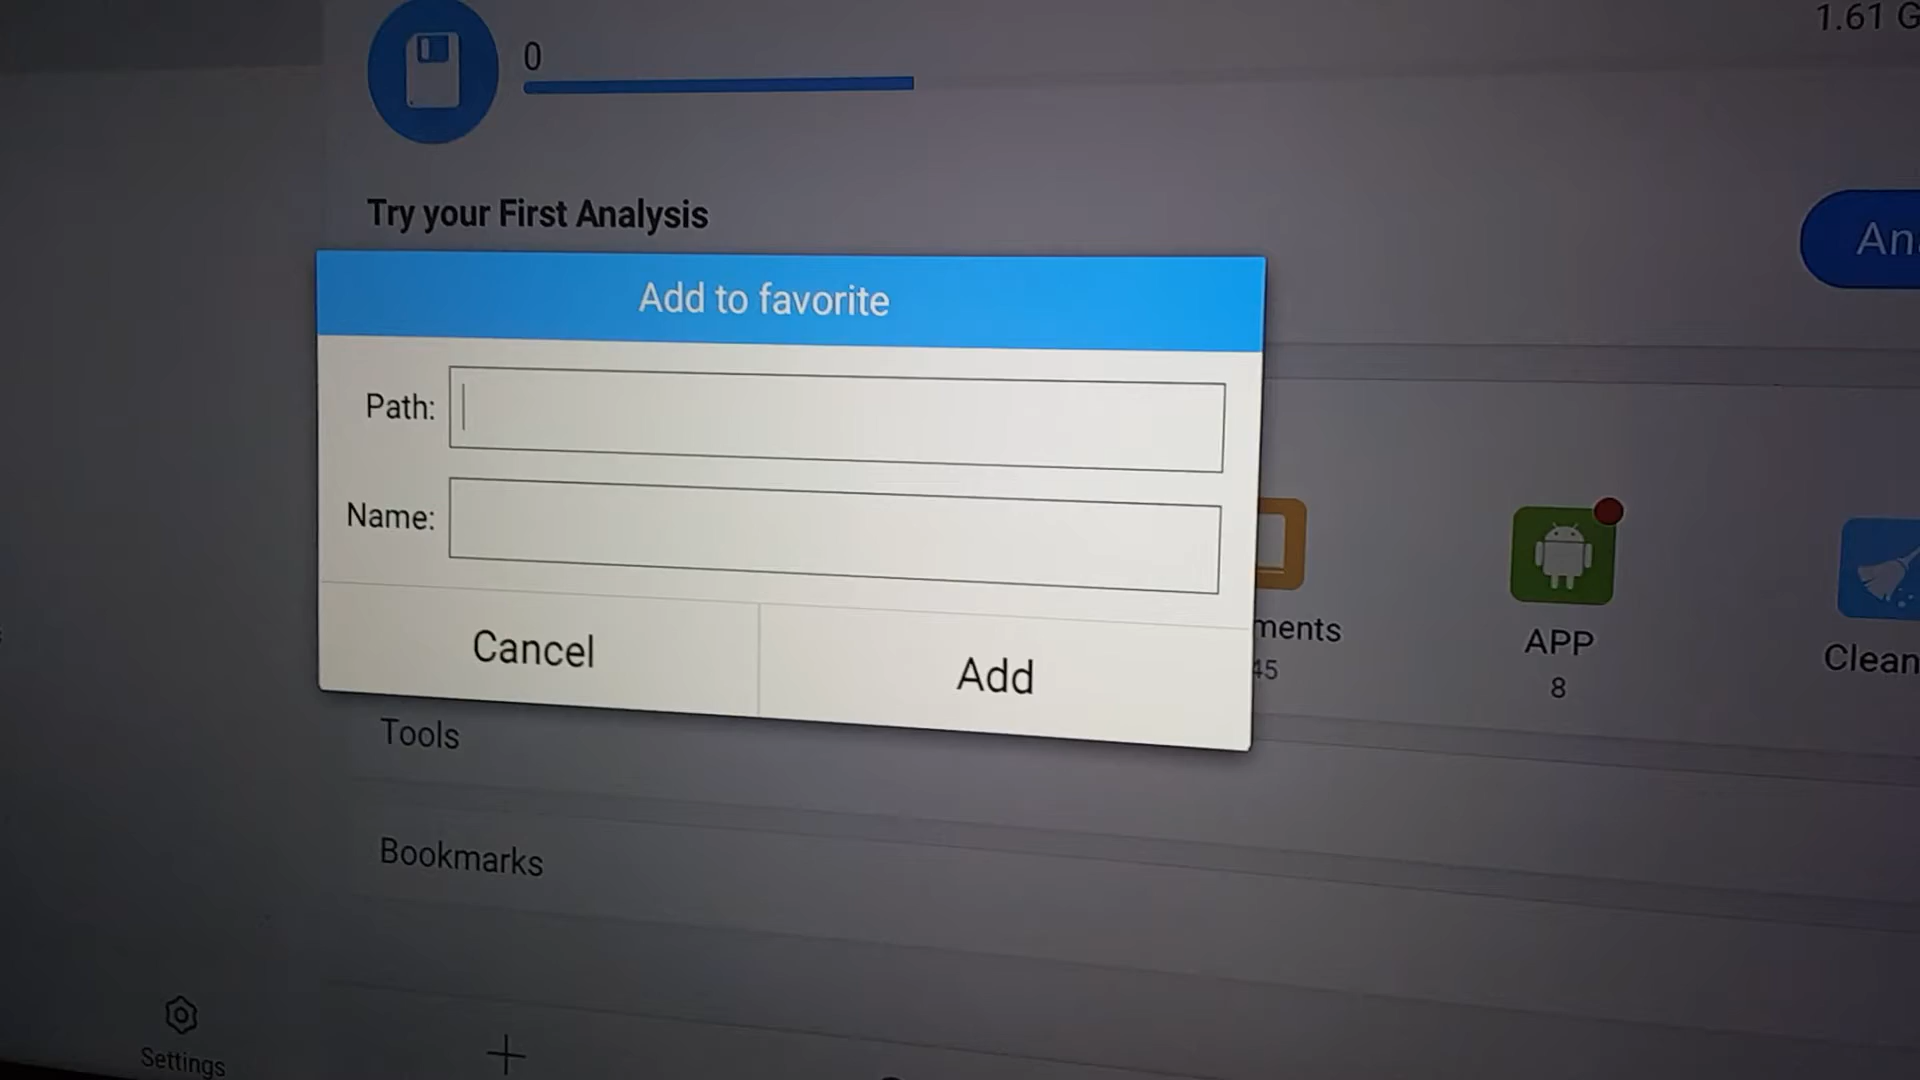 0
1.61 G
Try your First Analysis
Add to favorite
Path:
Name:
Cancel
Add
ments
45
APP
8
Clean
Tools
Bookmarks
Settings